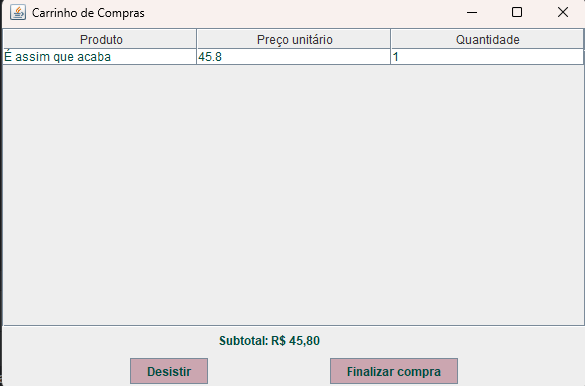 Carrinho de Compras
Produto Preço unitário Quantidade
É assim que acaba 45.8 1
Subtotal: R$ 45,80
Desistir Finalizar compra